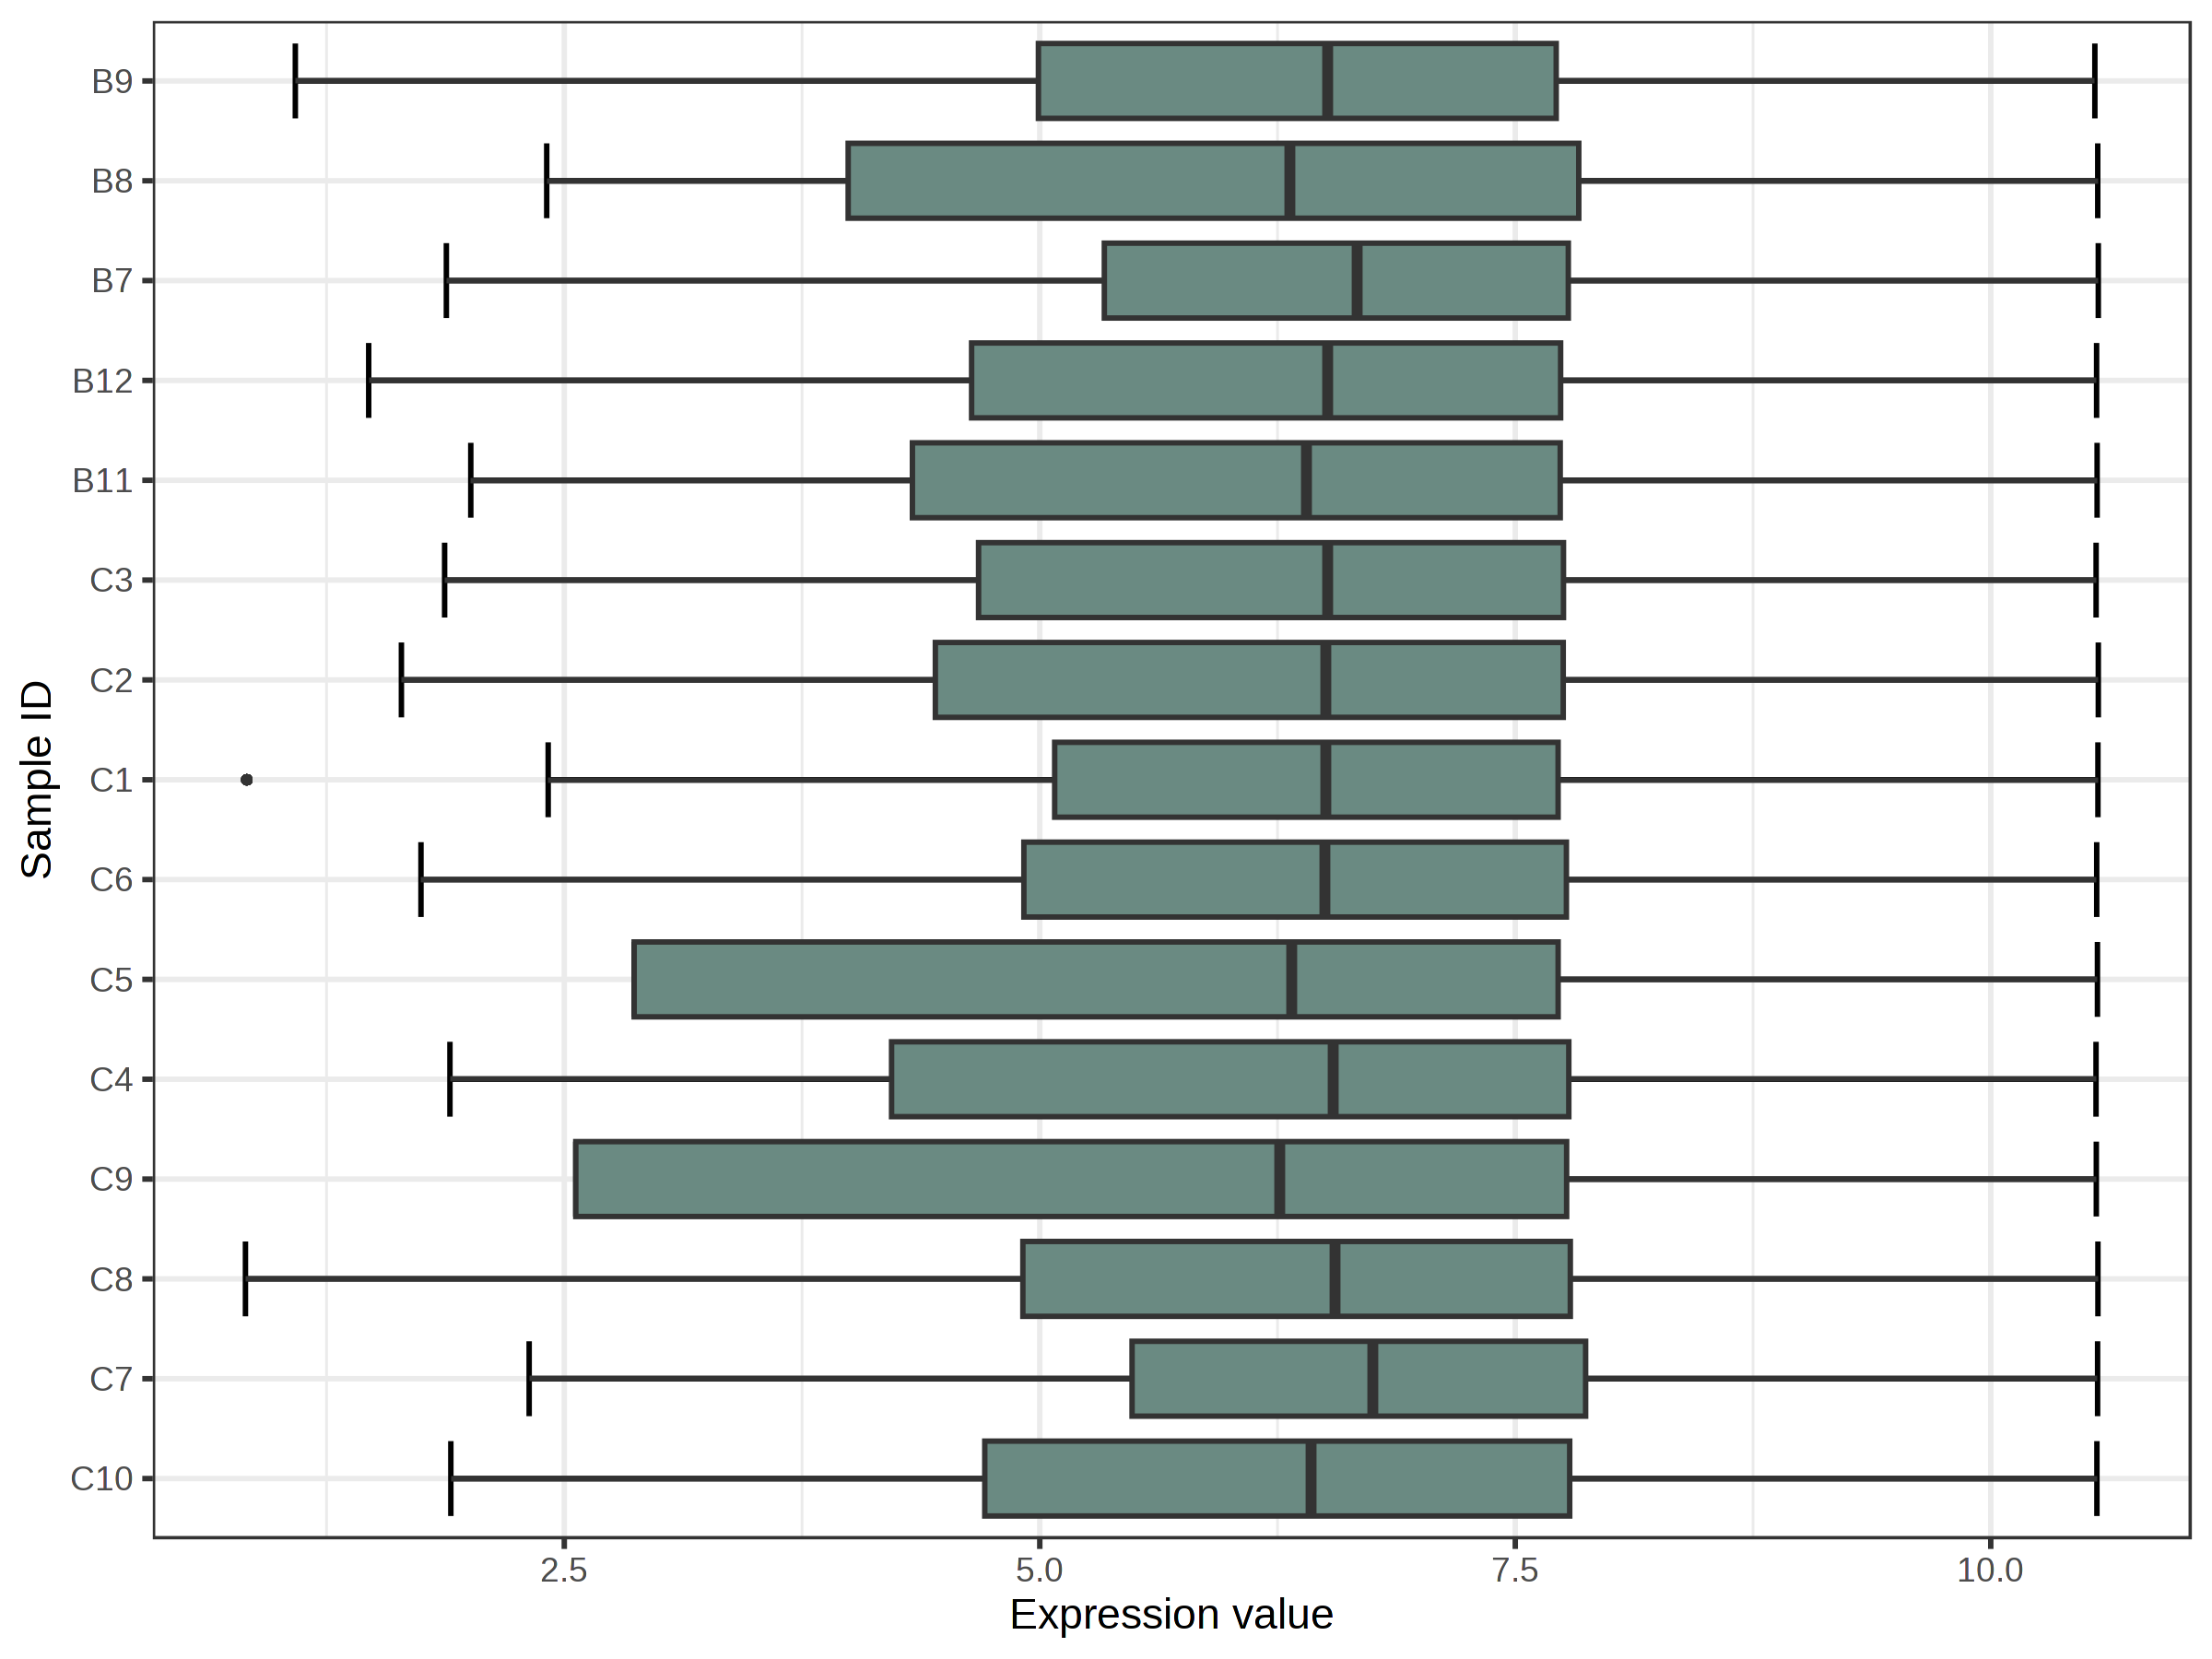 Sample ID
B9
B8
B7
B12
B11
C3
C2
C1
C6
C5
C4
C9
C8
C7
C10
2.5 5.0 7.5 10.0
Expression value